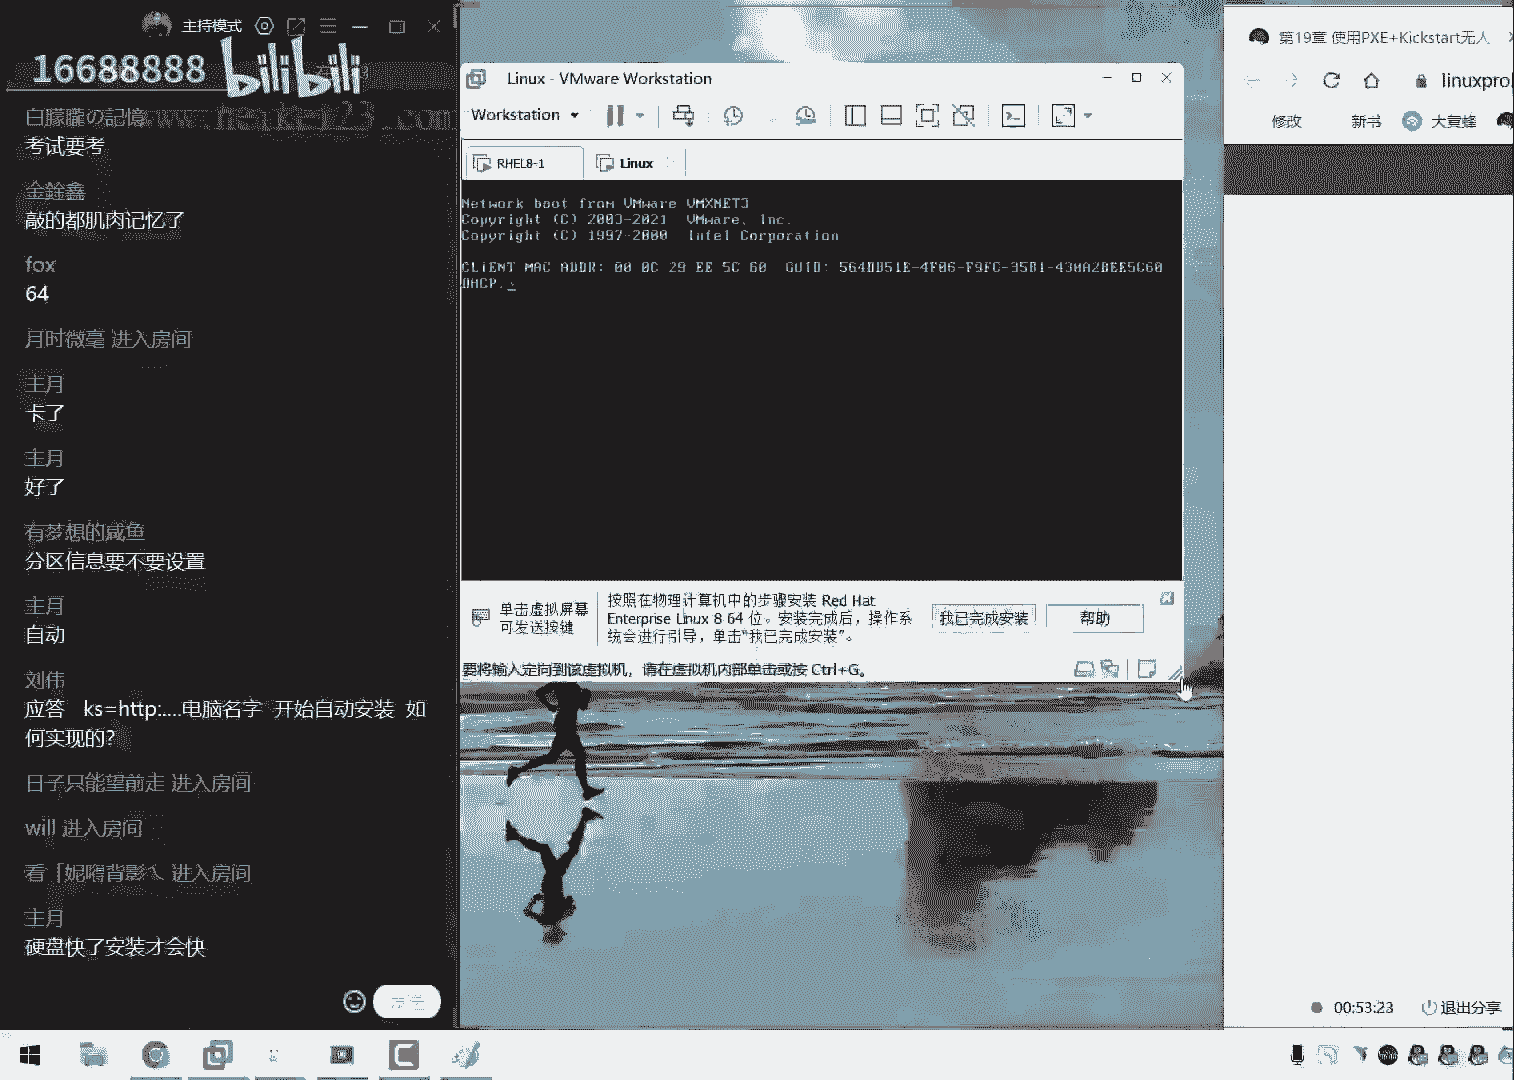 主持模式
16688888
bilibili
白朦朧の記憶
考试要考
金鍂鑫
敲的都肌肉记忆了
fox
64
月时微毫 进入房间
主月
卡了
主月
好了
有梦想的咸鱼
分区信息要不要设置
主月
自动
刘伟
应答 ks=http:....电脑名字 开始自动安装 如
何实现的?
日子只能望前走 进入房间
will 进入房间
进入房间
主月
硬盘快了安装才会快
Linux - VMware Workstation
Workstation
RHEL8-1
Linux
Network boot from VMware VMXNET3
Copyright (C) 2003-2021 VMware, Inc.
Copyright (C) 1997-2000 Intel Corporation
CLIENT MAC ADDR: 00 0C 29 EE 5C 60 GUID: 564DD51E-4F06-F9FC-35B1-430A2BEE5C60
DHCP.
单击虚拟屏幕
可发送按键
按照在物理计算机中的步骤安装 Red Hat
Enterprise Linux 8 64 位。安装完成后，操作系
统会进行引导，单击“我已完成安装”。
我已完成安装
帮助
要将输入定向到该虚拟机，请在虚拟机内部单击或按 Ctrl+G。
第19章 使用PXE+Kickstart无人
linuxpro
修改
新书
大黄蜂
00:53:23
退出分享